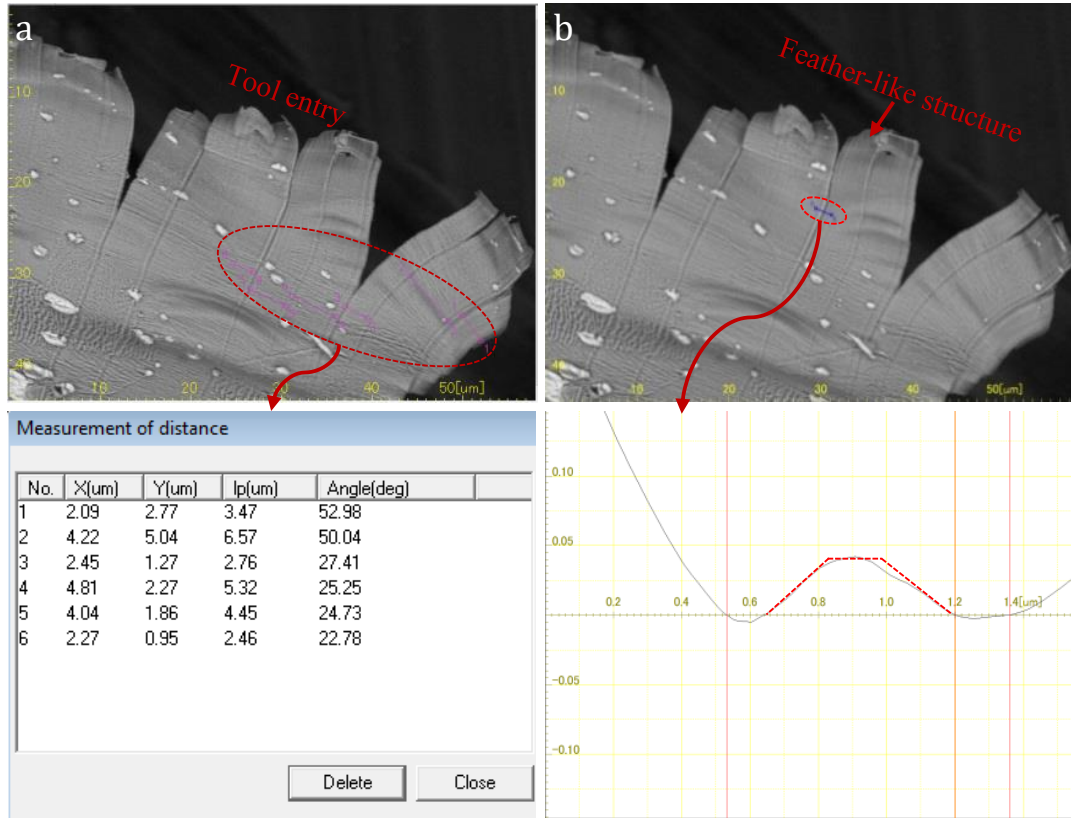 a
Tool entry
10
20
30
40
10
20
30
40
50[um]
b
Feather-like structure
10
20
30
40
10
20
30
40
50[um]
Measurement of distance
No. X(um) Y(um) lp(um) Angle(deg)
1 2.09 2.77 3.47 52.98
2 4.22 5.04 6.57 50.04
3 2.45 1.27 2.76 27.41
4 4.81 2.27 5.32 25.25
5 4.04 1.86 4.45 24.73
6 2.27 0.95 2.46 22.78
Delete Close
0.10
0.05
0.2 0.4 0.6 0.8 1.0 1.2 1.4[um]
-0.05
-0.10